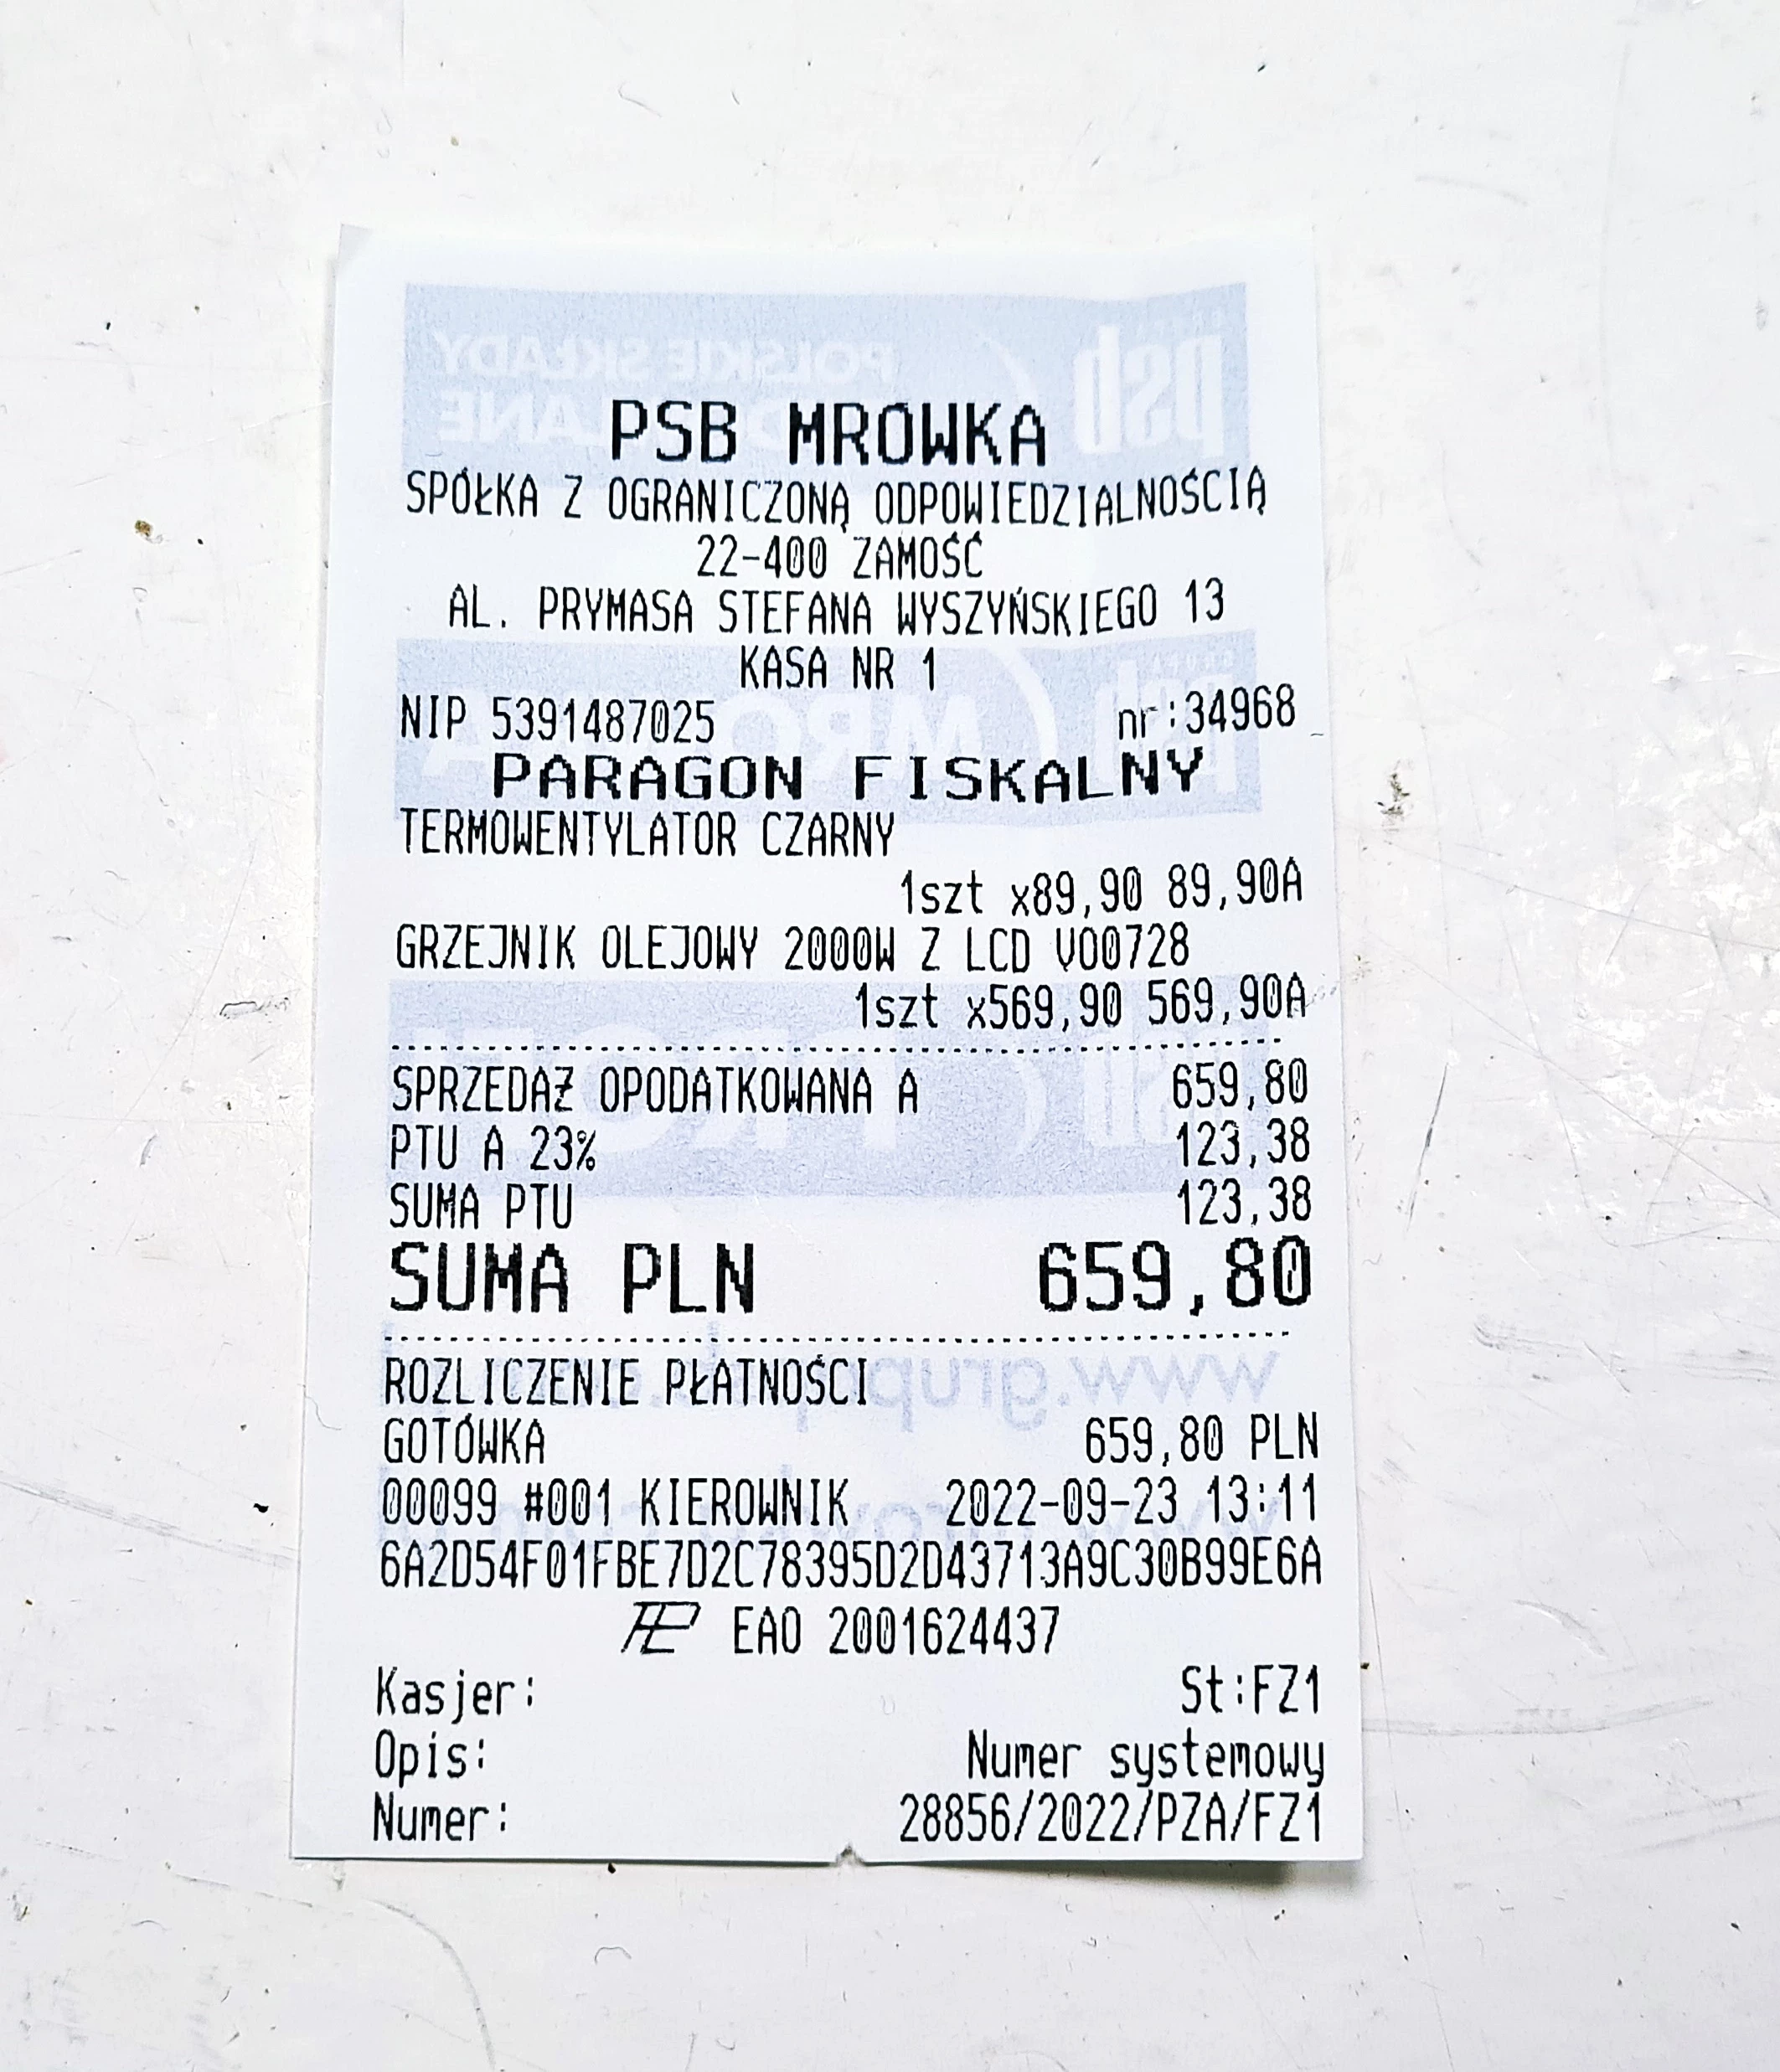 PSB MRÓWKA
SPÓŁKA Z OGRANICZONĄ ODPOWIEDZIALNOŚCIĄ
22-400 ZAMOŚĆ
AL. PRYMASA STEFANA WYSZYŃSKIEGO 13
KASA NR 1
NIP 5391487025 nr:34968
PARAGON FISKALNY
TERMOWENTYLATOR CZARNY
1szt x89,90 89,90A
GRZEJNIK OLEJOWY 2000W Z LCD VO0728
1szt x569,90 569,90A
SPRZEDAŻ OPODATKOWANA A 659,80
PTU A 23% 123,38
SUMA PTU 123,38
SUMA PLN 659,80
ROZLICZENIE PŁATNOŚCI
GOTÓWKA 659,80 PLN
00099 #001 KIEROWNIK 2022-09-23 13:11
6A2D54F01FBE7D2C78395D2D43713A9C30B99E6A
EAO 2001624437
Kasjer: St:FZ1
Opis: Numer systemowy
Numer: 28856/2022/PZA/FZ1